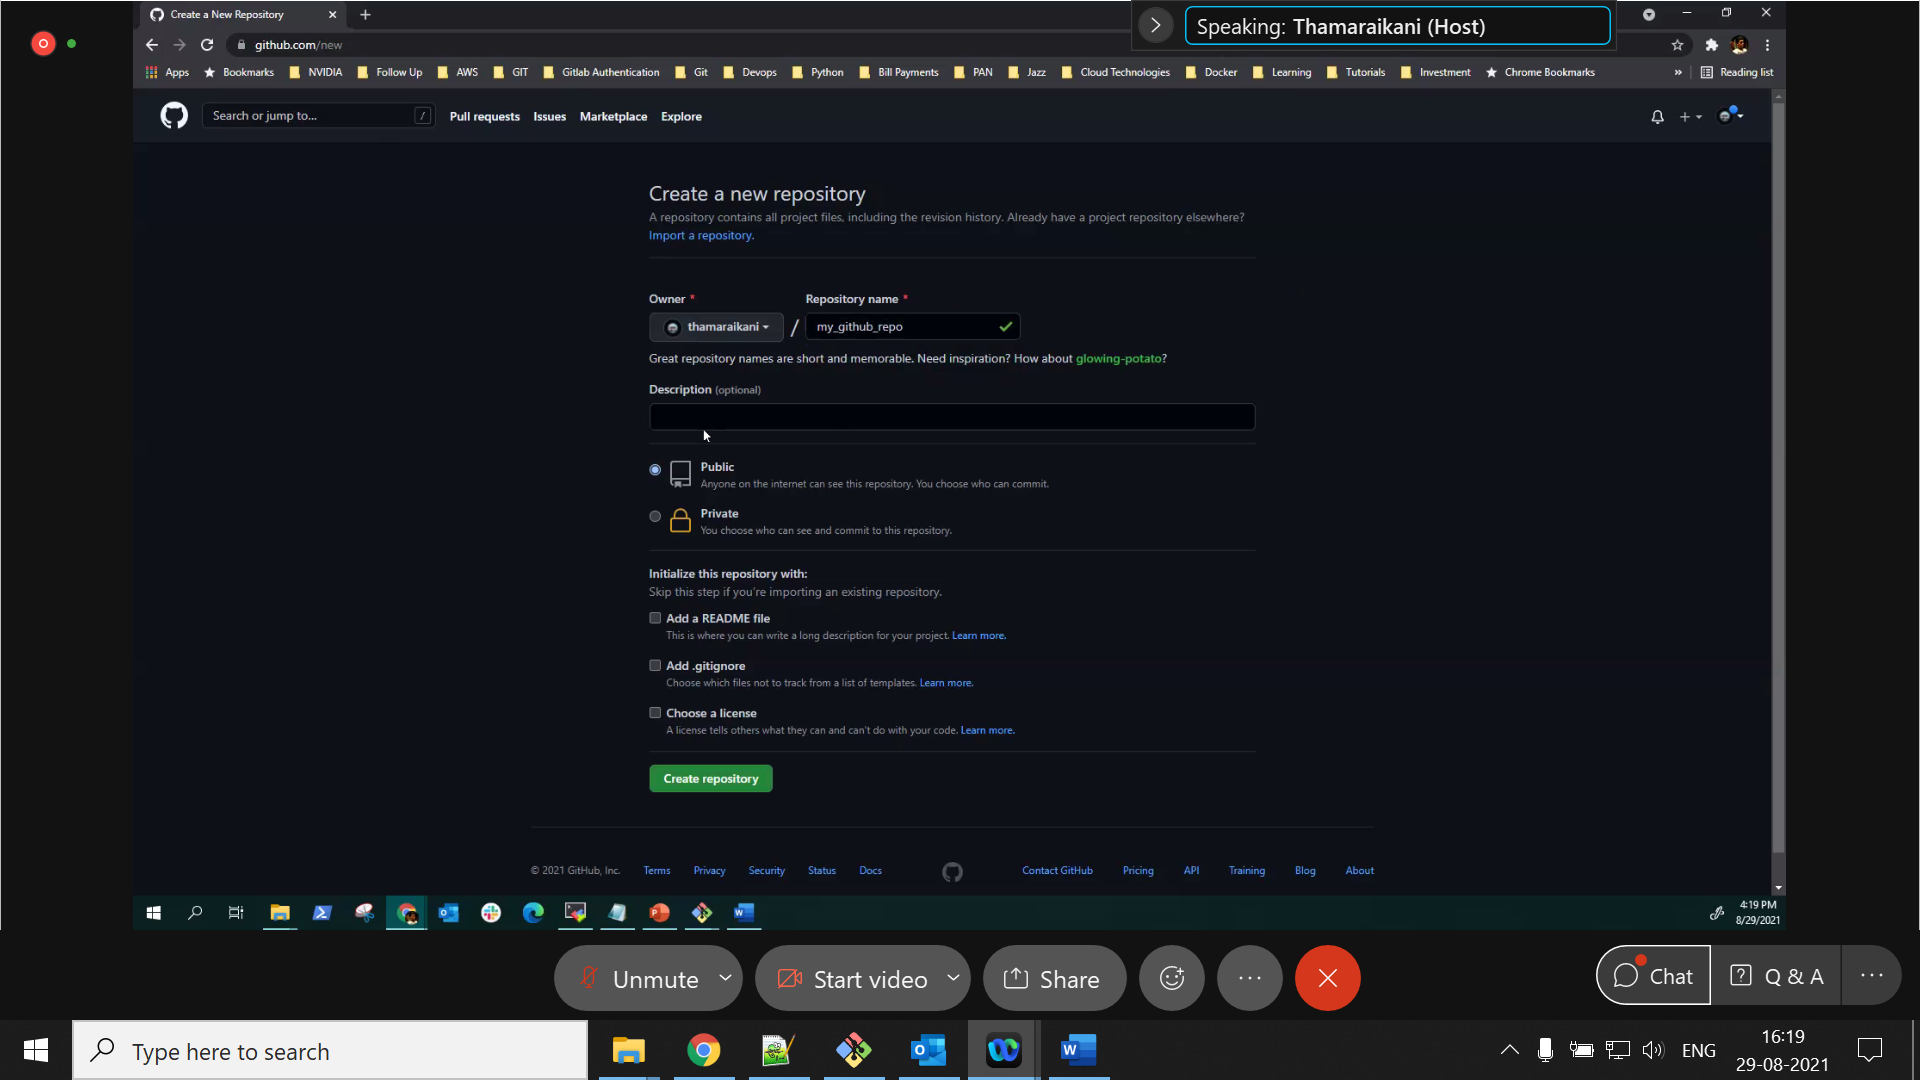 Create a New Repository
Speaking: Thamaraikani (Host)
github.com/new
Apps Bookmarks NVIDIA Follow Up AWS GIT Gitlab Authentication Git Devops Python Bill Payments PAN Jazz Cloud Technologies Docker Learning Tutorials Investment Chrome Bookmarks » Reading list
Search or jump to... / Pull requests Issues Marketplace Explore
Create a new repository
A repository contains all project files, including the revision history. Already have a project repository elsewhere?
Import a repository.
Owner * Repository name *
thamaraikani / my_github_repo
Great repository names are short and memorable. Need inspiration? How about glowing-potato?
Description (optional)
Public
Anyone on the internet can see this repository. You choose who can commit.
Private
You choose who can see and commit to this repository.
Initialize this repository with:
Skip this step if you're importing an existing repository.
Add a README file
This is where you can write a long description for your project. Learn more.
Add .gitignore
Choose which files not to track from a list of templates. Learn more.
Choose a license
A license tells others what they can and can't do with your code. Learn more.
Create repository
© 2021 GitHub, Inc. Terms Privacy Security Status Docs Contact GitHub Pricing API Training Blog About
4:19 PM
8/29/2021
Unmute Start video Share Chat Q & A
Type here to search
ENG
16:19
29-08-2021